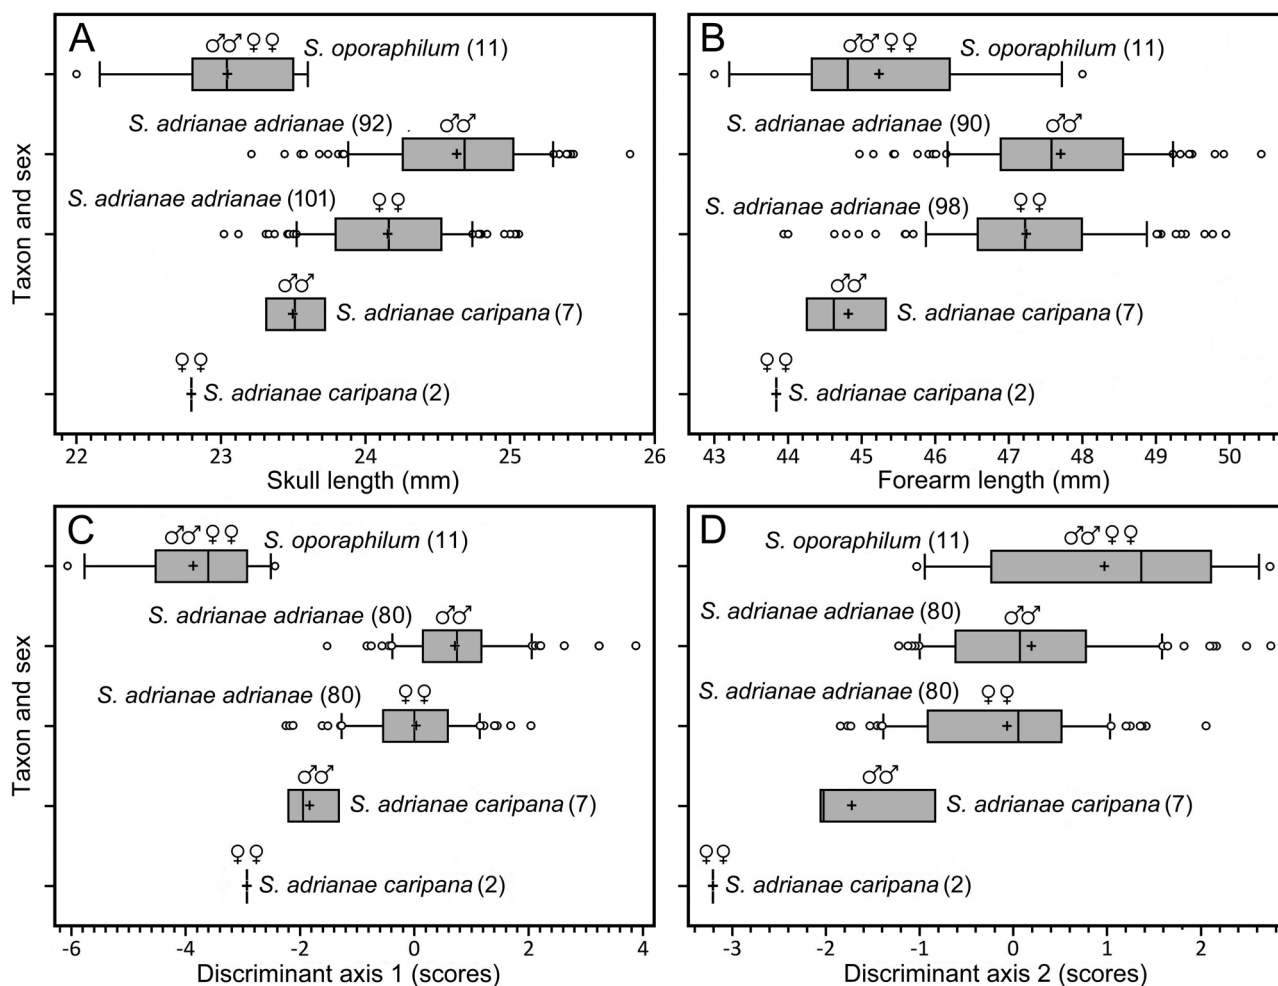 A
♂♂♀♀
S. oporaphilum (11)
S. adrianae adrianae (92)
♂♂
S. adrianae adrianae (101)
♀♀
♂♂
S. adrianae caripana (7)
♀♀
S. adrianae caripana (2)
Taxon and sex
22 23 24 25 26
Skull length (mm)
B
♂♂♀♀
S. oporaphilum (11)
S. adrianae adrianae (90)
♂♂
S. adrianae adrianae (98)
♀♀
♂♂
S. adrianae caripana (7)
♀♀
S. adrianae caripana (2)
43 44 45 46 47 48 49 50
Forearm length (mm)
C
♂♂♀♀
S. oporaphilum (11)
S. adrianae adrianae (80)
♂♂
S. adrianae adrianae (80)
♀♀
♂♂
S. adrianae caripana (7)
♀♀
S. adrianae caripana (2)
Taxon and sex
-6 -4 -2 0 2 4
Discriminant axis 1 (scores)
D
♂♂♀♀
S. oporaphilum (11)
S. adrianae adrianae (80)
♂♂
S. adrianae adrianae (80)
♀♀
♂♂
S. adrianae caripana (7)
♀♀
S. adrianae caripana (2)
-3 -2 -1 0 1 2
Discriminant axis 2 (scores)